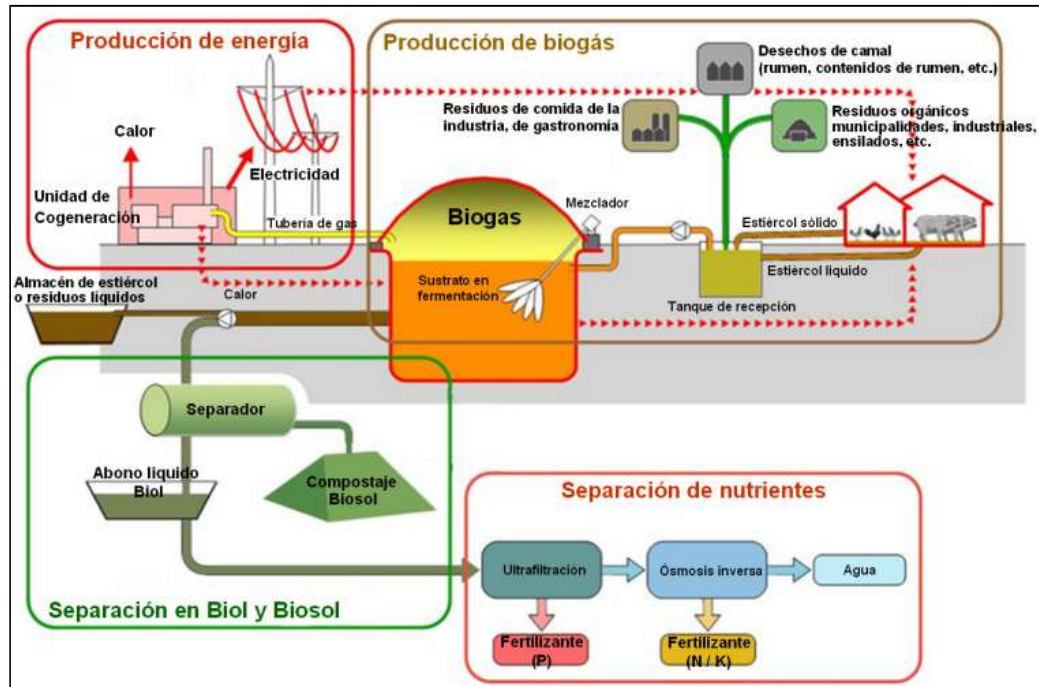 Producción de energía
Producción de biogás
Desechos de camal
(rumen, contenidos de rumen, etc.)
Residuos de comida de la
industria, de gastronomía
Residuos orgánicos
municipalidades, industriales,
ensilados, etc.
Calor
Electricidad
Unidad de
Cogeneración
Tubería de gas
Biogas
Mezclador
Estiércol sólido
Estiércol liquido
Sustrato en
fermentación
Tanque de recepción
Almacén de estiércol
o residuos líquidos
Calor
Separador
Abono liquido
Biol
Compostaje
Biosol
Separación en Biol y Biosol
Separación de nutrientes
Ultrafiltración
Ósmosis inversa
Agua
Fertilizante
(P)
Fertilizante
(N / K)